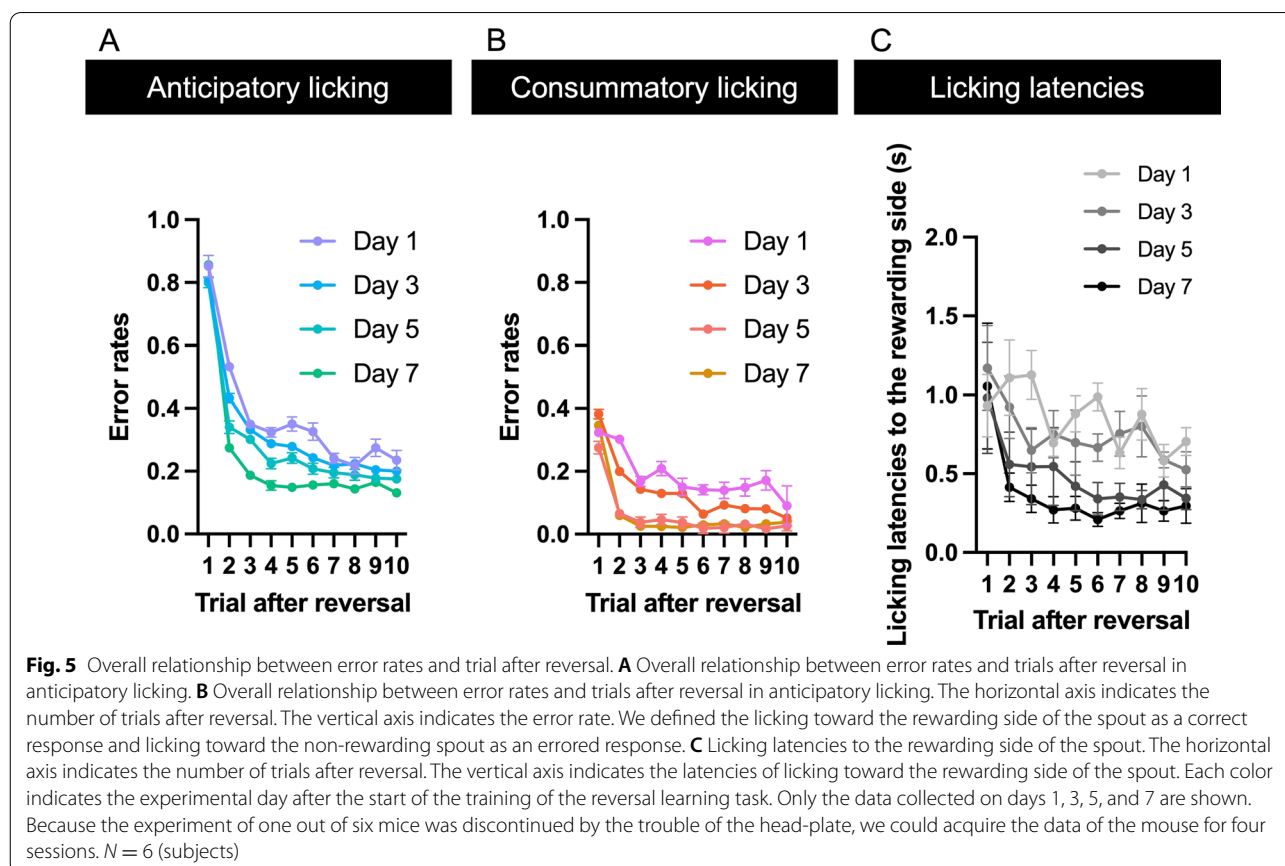 A
B
C
Anticipatory licking
Consummatory licking
Licking latencies
Error rates
1.0
0.8
0.6
0.4
0.2
0.0
Day 1
Day 3
Day 5
Day 7
1 2 3 4 5 6 7 8 9 10
Trial after reversal
Error rates
1.0
0.8
0.6
0.4
0.2
0.0
Day 1
Day 3
Day 5
Day 7
1 2 3 4 5 6 7 8 9 10
Trial after reversal
Licking latencies to the rewarding side (s)
2.0
1.5
1.0
0.5
0.0
Day 1
Day 3
Day 5
Day 7
1 2 3 4 5 6 7 8 9 10
Trial after reversal
Fig. 5 Overall relationship between error rates and trial after reversal. A Overall relationship between error rates and trials after reversal in
anticipatory licking. B Overall relationship between error rates and trials after reversal in anticipatory licking. The horizontal axis indicates the
number of trials after reversal. The vertical axis indicates the error rate. We defined the licking toward the rewarding side of the spout as a correct
response and licking toward the non-rewarding spout as an errored response. C Licking latencies to the rewarding side of the spout. The horizontal
axis indicates the number of trials after reversal. The vertical axis indicates the latencies of licking toward the rewarding side of the spout. Each color
indicates the experimental day after the start of the training of the reversal learning task. Only the data collected on days 1, 3, 5, and 7 are shown.
Because the experiment of one out of six mice was discontinued by the trouble of the head-plate, we could acquire the data of the mouse for four
sessions. N = 6 (subjects)